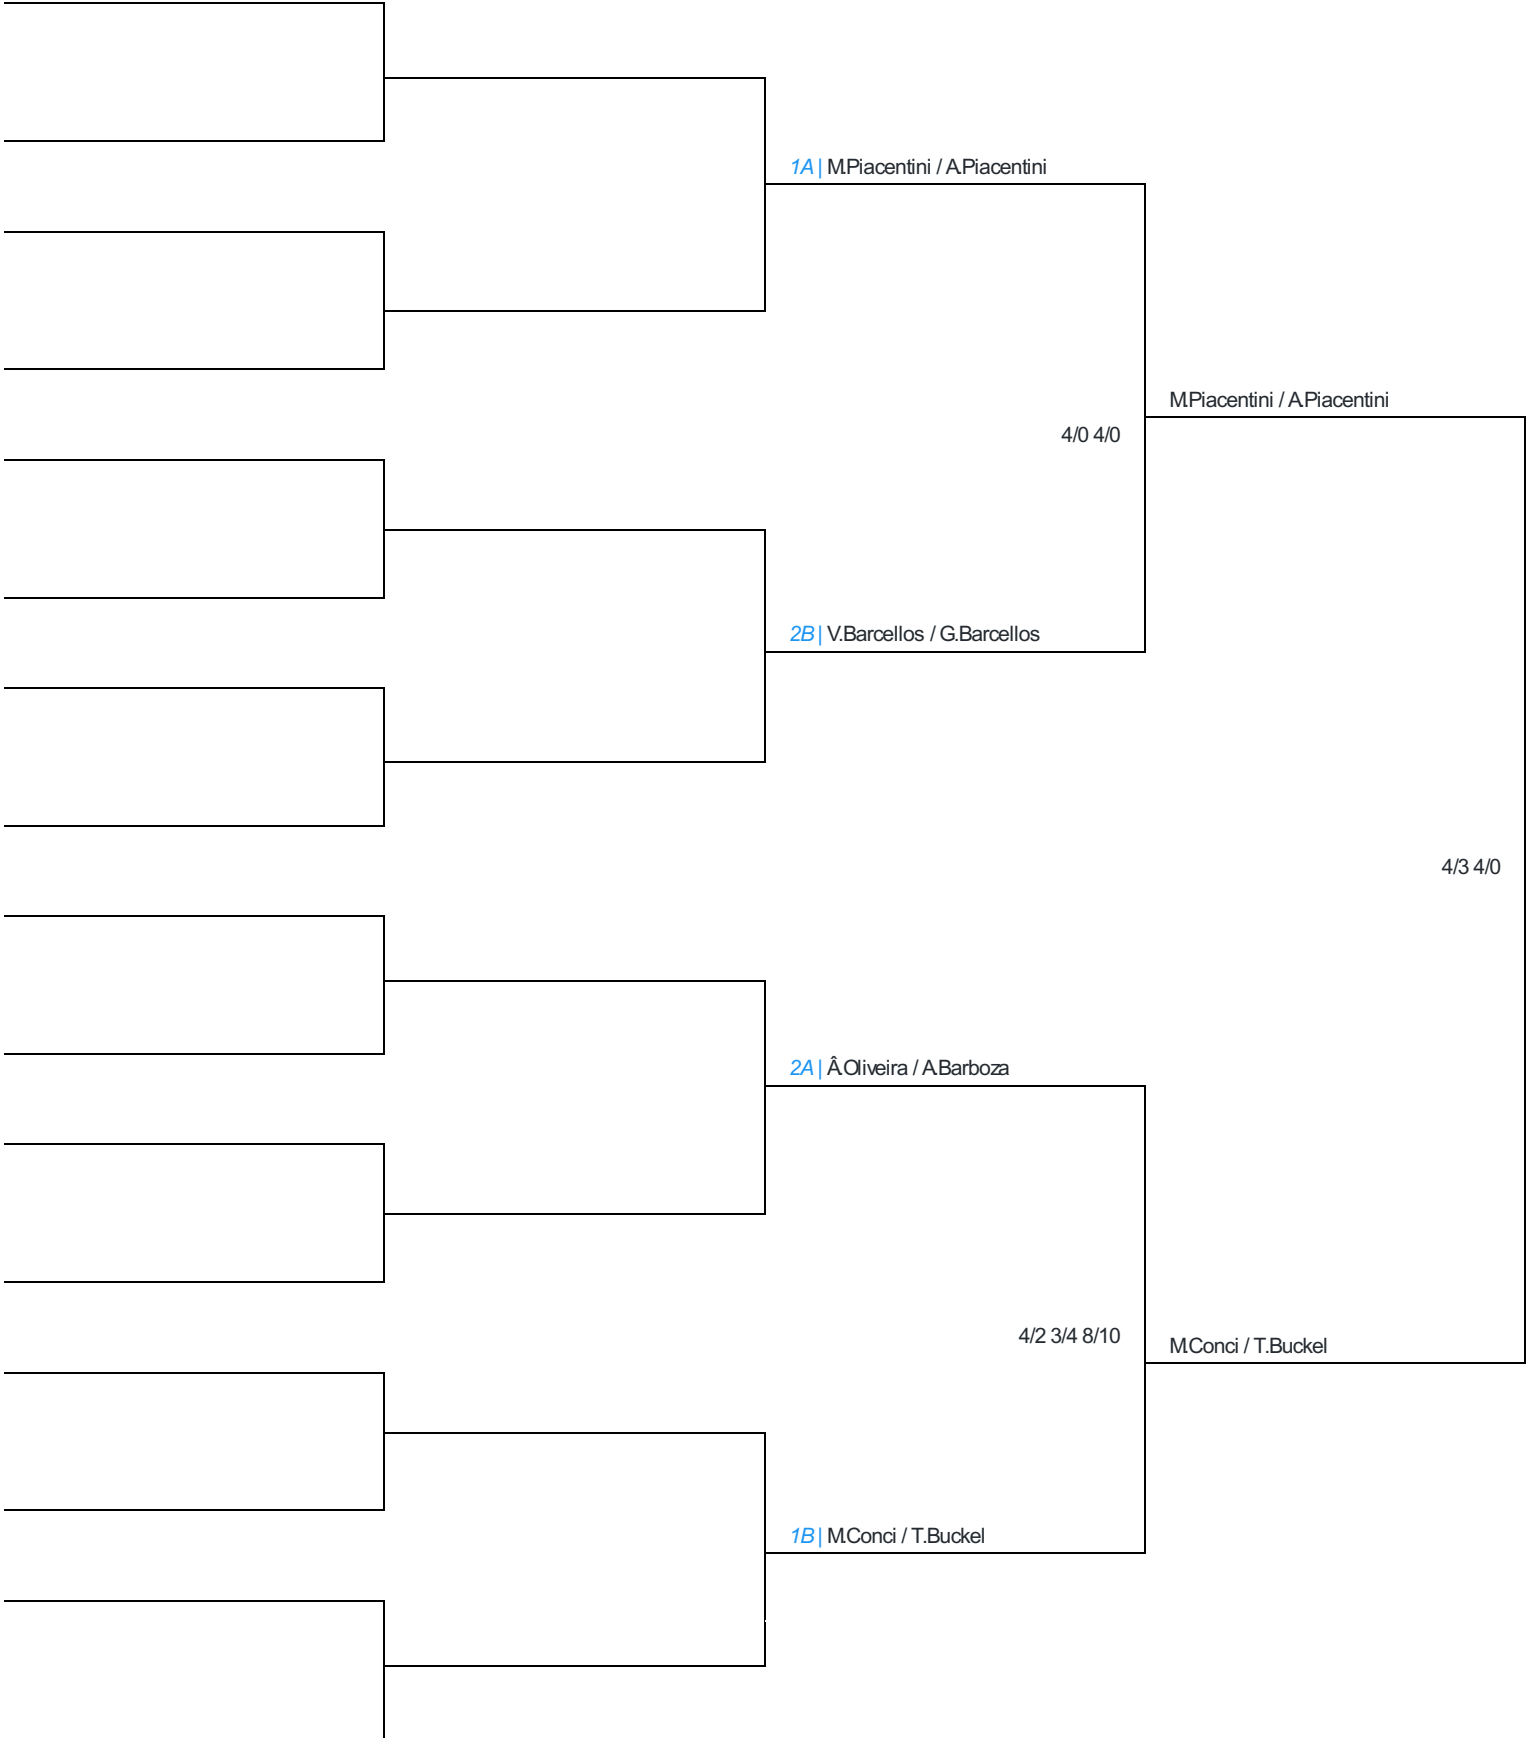 1A | M.Piacentini / A.Piacentini
M.Piacentini / A.Piacentini
4/0 4/0
2B | V.Barcellos / G.Barcellos
4/3 4/0
2A | Â.Oliveira / A.Barboza
4/2 3/4 8/10
M.Conci / T.Buckel
1B | M.Conci / T.Buckel